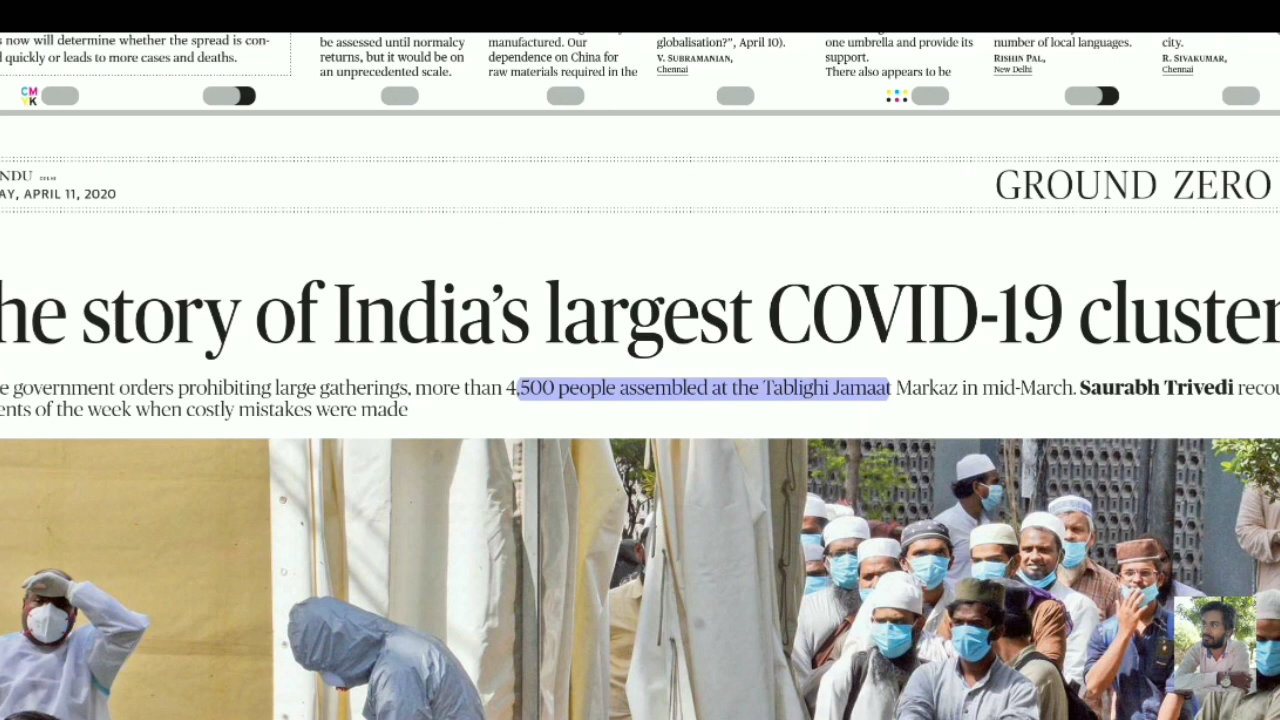 s now will determine whether the spread is con-
l quickly or leads to more cases and deaths.
be assessed until normalcy
returns, but it would be on
an unprecedented scale.
manufactured. Our
dependence on China for
raw materials required in the
globalisation?”, April 10).
V. SUBRAMANIAN,
Chennai
one umbrella and provide its
support.
There also appears to be
number of local languages.
RISHIN PAL,
New Delhi
city.
R. SIVAKUMAR,
Chennai
CM
YK
NDU
AY, APRIL 11, 2020
GROUND ZERO
he story of India’s largest COVID-19 cluster
e government orders prohibiting large gatherings, more than 4,500 people assembled at the Tablighi Jamaat Markaz in mid-March. Saurabh Trivedi recou
ents of the week when costly mistakes were made